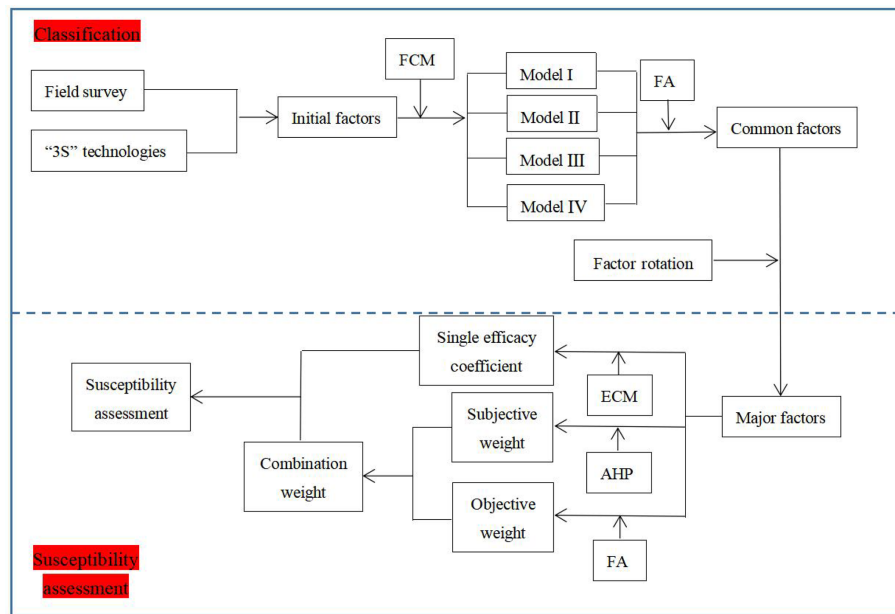 Classification
FCM
Model I
FA
Field survey
Initial factors
Model II
Common factors
“3S” technologies
Model III
Model IV
Factor rotation
Single efficacy
coefficient
Susceptibility
assessment
ECM
Major factors
Subjective
weight
Combination
weight
AHP
Objective
weight
FA
Susceptibility
assessment